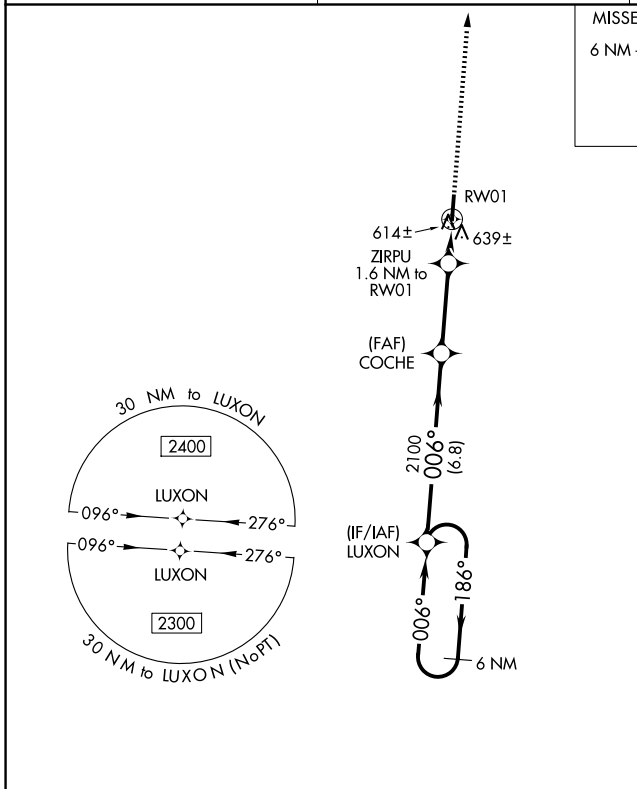 MISSE
6 NM
RW01
614±
639±
ZIRPU
1.6 NM to
RW01
(FAF)
COCHE
30 NM to LUXON
2400
2100
006°
(6.8)
LUXON
096°
276°
096°
276°
LUXON
(IF/IAF)
LUXON
006°
186°
2300
30 NM to LUXON (NoPT)
6 NM